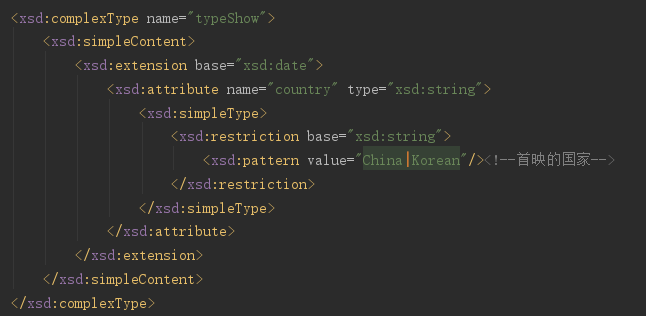 <xsd:complexType name="typeShow">
<xsd:simpleContent>
<xsd:extension base="xsd:date">
<xsd:attribute name="country" type="xsd:string">
<xsd:simpleType>
<xsd:restriction base="xsd:string">
<xsd:pattern value="China|Korean"/><!--首映的国家-->
</xsd:restriction>
</xsd:simpleType>
</xsd:attribute>
</xsd:extension>
</xsd:simpleContent>
</xsd:complexType>